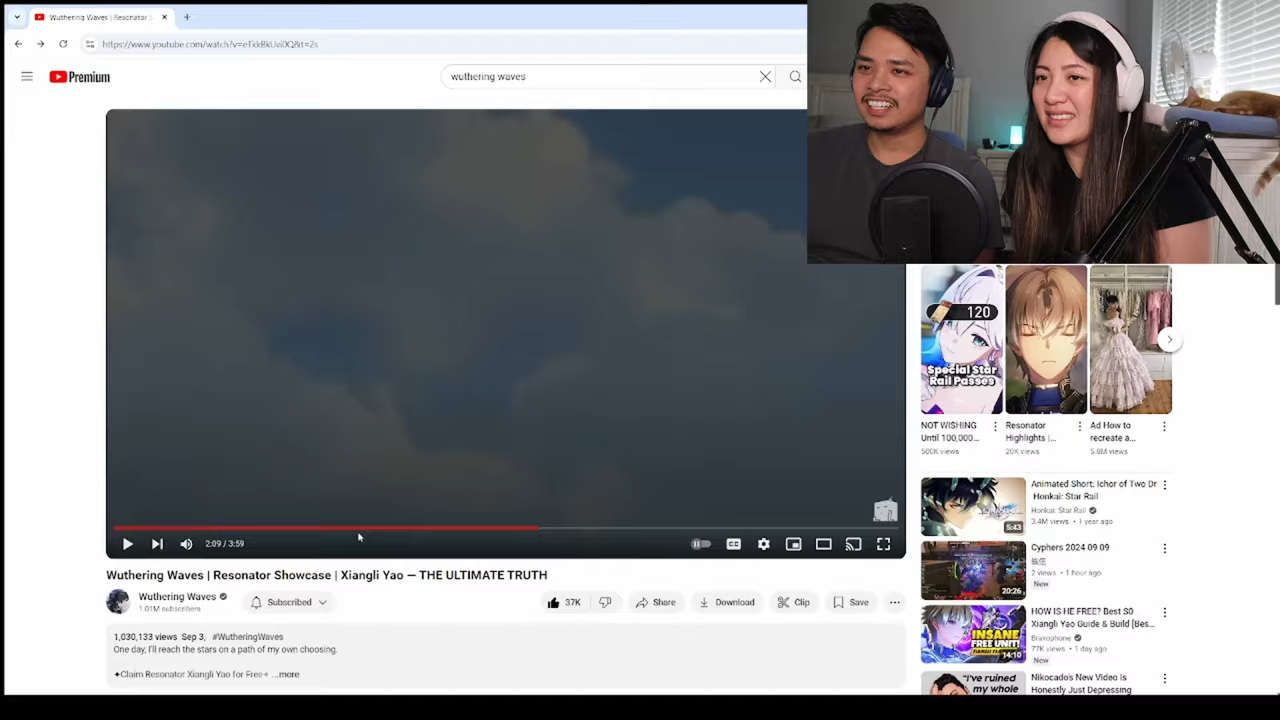 Wuthering Waves | Resonator S
https://www.youtube.com/watch?v=eTkkBkUvi0Q&t=2s
Premium
wuthering waves
120
Special Star
Rail Passes
NOT WISHING
Until 100,000...
500K views
Resonator
Highlights |...
20K views
Ad How to
recreate a...
5.8M views
Animated Short: Ichor of Two Dr
Honkai: Star Rail
Honkai: Star Rail
3.4M views • 1 year ago
5:43
2:09 / 3:59
CC
Cyphers 2024 09 09
2 views • 1 hour ago
New
20:26
Wuthering Waves | Resonator Showcase | Xiangli Yao — THE ULTIMATE TRUTH
Wuthering Waves
1.01M subscribers
Subscribed
37K
Share
Download
Clip
Save
HOW IS HE FREE? Best S0
Xiangli Yao Guide & Build [Bes...
Braxophone
77K views • 1 day ago
New
INSANE
FREE UNIT!
XIANGLI YAO
14:10
1,030,133 views Sep 3, #WutheringWaves
One day, I'll reach the stars on a path of my own choosing.
✦Claim Resonator Xiangli Yao for Free✦ ...more
"I've ruined
my whole
Nikocado's New Video Is
Honestly Just Depressing